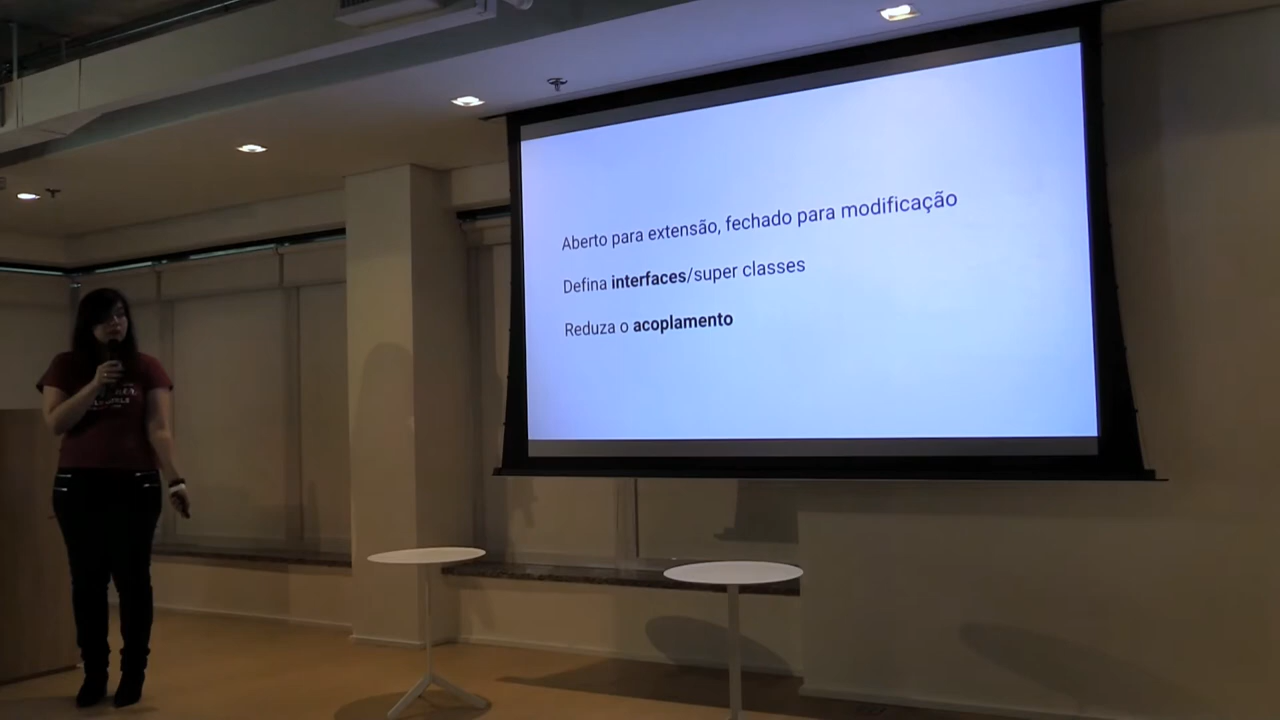 Aberto para extensão, fechado para modificação
Defina interfaces/super classes
Reduza o acoplamento